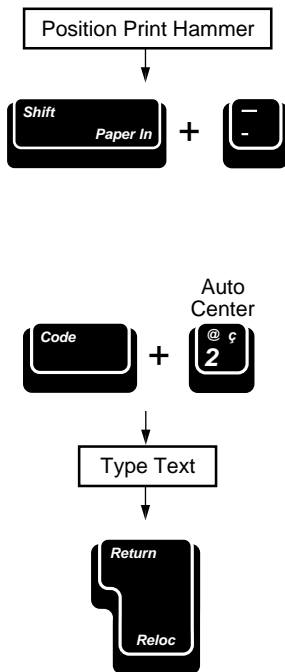 Position Print Hammer
Shift
Paper In
+
—
-
Auto
Center
Code
+
@ ç
2
Type Text
Return
Reloc